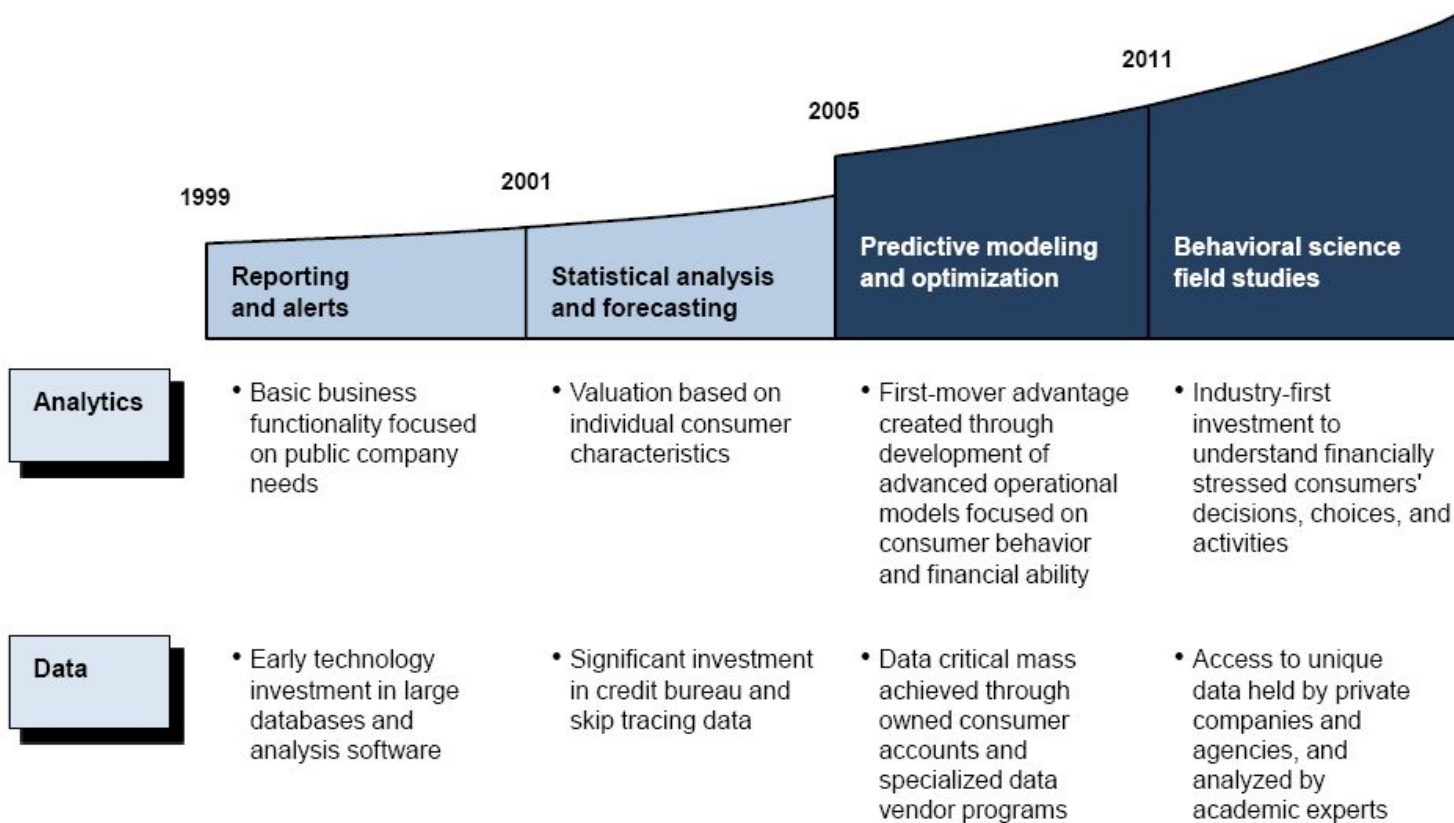 2011
2005
2001
1999
Reporting
and alerts
Statistical analysis
and forecasting
Predictive modeling
and optimization
Behavioral science
field studies
Analytics
• Basic business
functionality focused
on public company
needs
• Valuation based on
individual consumer
characteristics
• First-mover advantage
created through
development of
advanced operational
models focused on
consumer behavior
and financial ability
• Industry-first
investment to
understand financially
stressed consumers'
decisions, choices, and
activities
Data
• Early technology
investment in large
databases and
analysis software
• Significant investment
in credit bureau and
skip tracing data
• Data critical mass
achieved through
owned consumer
accounts and
specialized data
vendor programs
• Access to unique
data held by private
companies and
agencies, and
analyzed by
academic experts